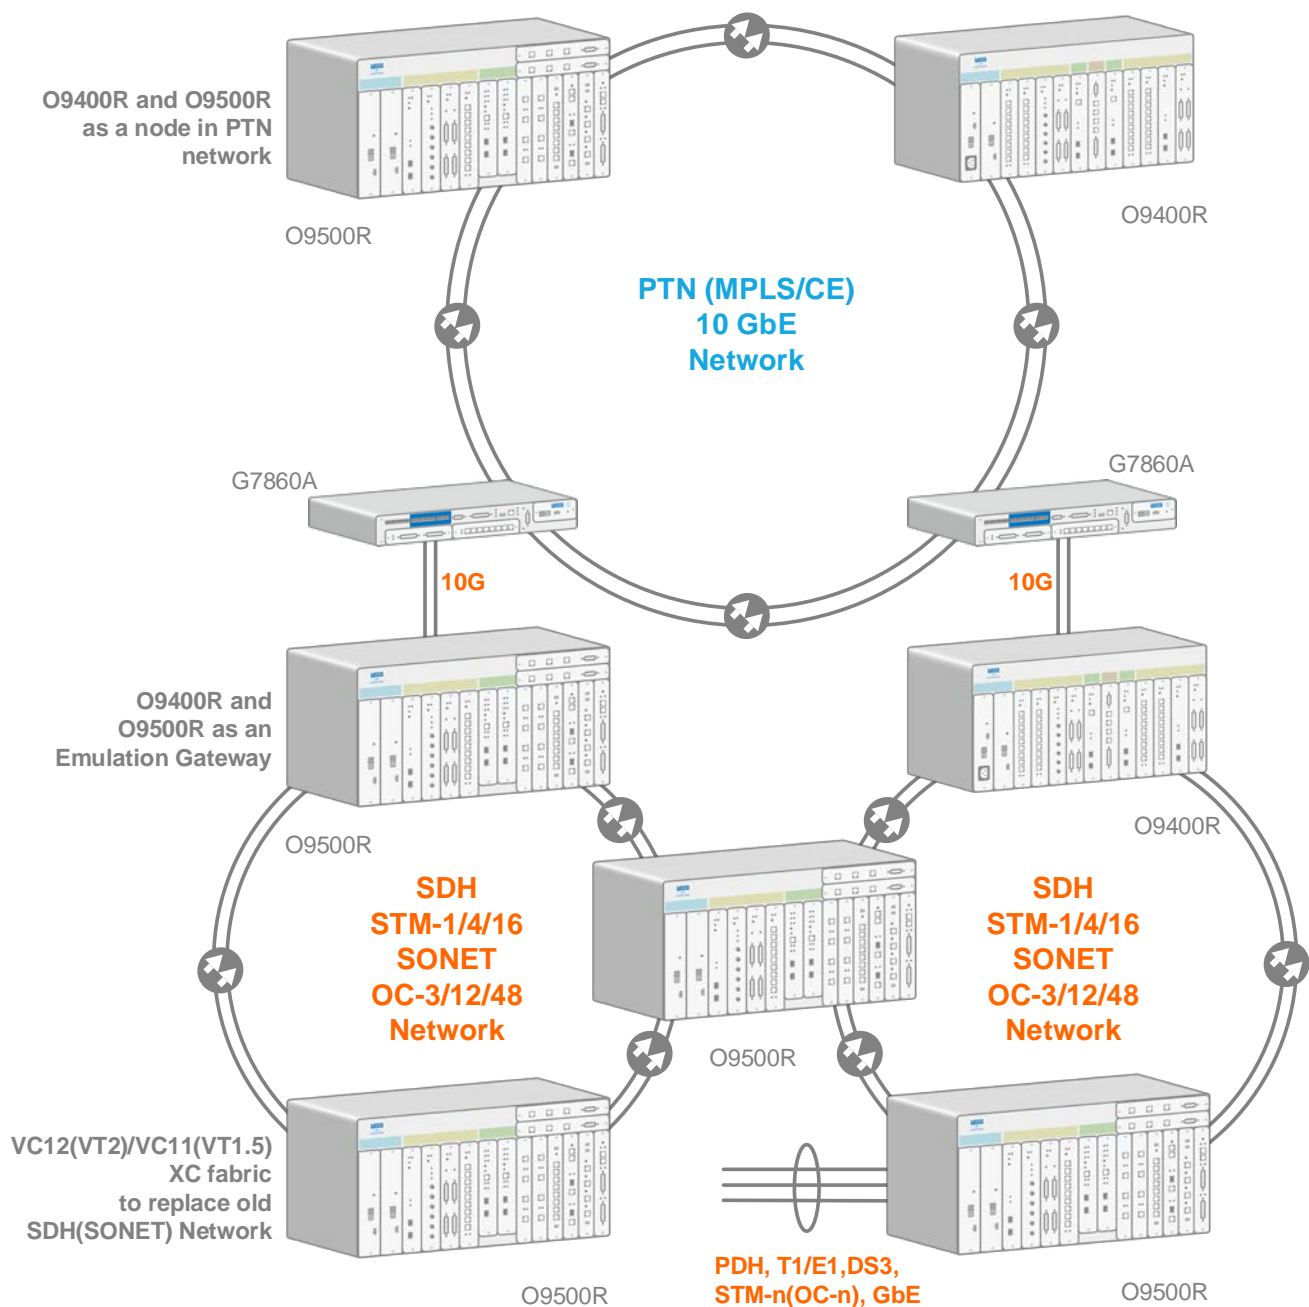 O9400R and O9500R
as a node in PTN
network
O9500R
O9400R
PTN (MPLS/CE)
10 GbE
Network
G7860A
G7860A
10G
10G
O9400R and
O9500R as an
Emulation Gateway
O9500R
O9400R
SDH
STM-1/4/16
SONET
OC-3/12/48
Network
SDH
STM-1/4/16
SONET
OC-3/12/48
Network
O9500R
VC12(VT2)/VC11(VT1.5)
XC fabric
to replace old
SDH(SONET) Network
O9500R
PDH, T1/E1,DS3,
STM-n(OC-n), GbE
O9500R